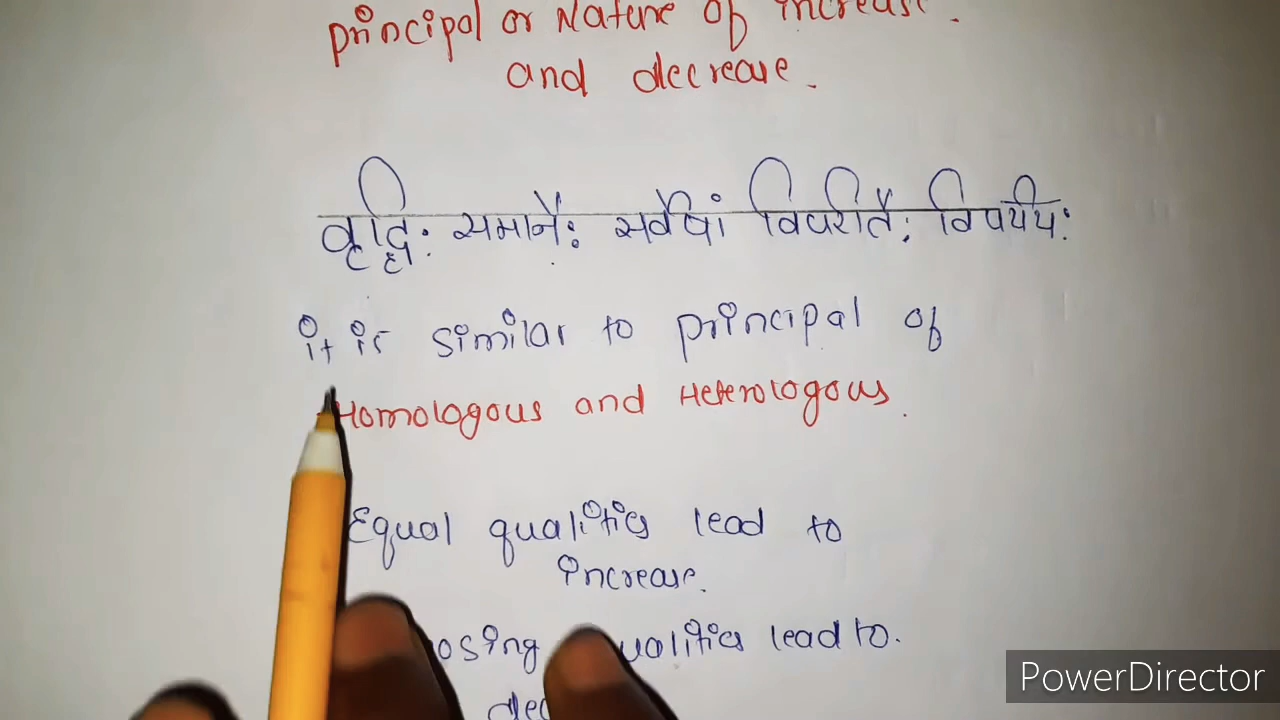 principal or Nature of increase.
and decrease.
वृद्धिः समानैः सर्वेषां विपरीतैः विपर्ययः
it is similar to principal of
Homologous and Heterologous.
Equal qualities lead to
increase.
lead to.
PowerDirector